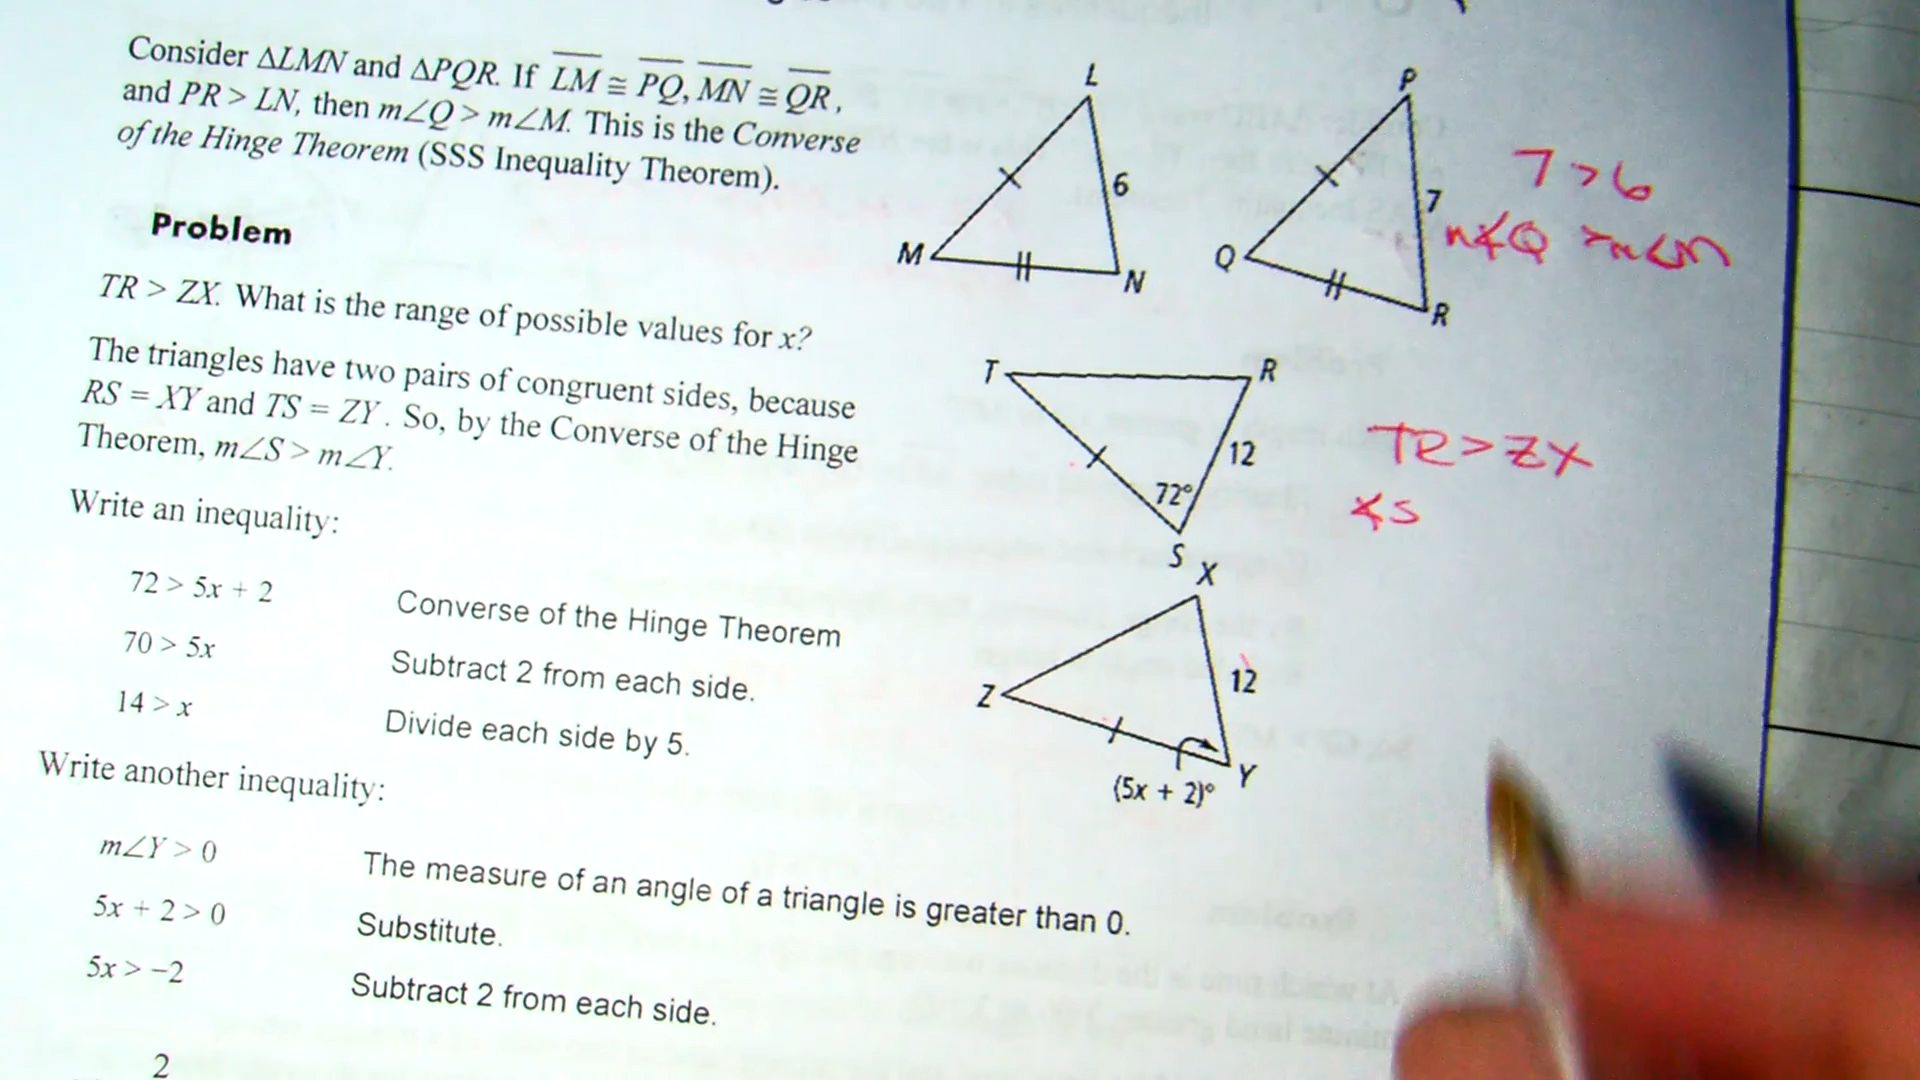 Consider ΔLMN and ΔPQR. If LM ≅ PQ, MN ≅ QR,
and PR > LN, then m∠Q > m∠M. This is the Converse
of the Hinge Theorem (SSS Inequality Theorem).
L
M
N
6
P
Q
R
7
7 > 6
m∠Q > m∠M
Problem
TR > ZX. What is the range of possible values for x?
The triangles have two pairs of congruent sides, because
RS = XY and TS = ZY. So, by the Converse of the Hinge
Theorem, m∠S > m∠Y.
T
R
12
72°
S
TR > ZX
∠S
Write an inequality:
72 > 5x + 2 Converse of the Hinge Theorem
70 > 5x Subtract 2 from each side.
14 > x Divide each side by 5.
X
12
Z
Y
(5x + 2)°
Write another inequality:
m∠Y > 0 The measure of an angle of a triangle is greater than 0.
5x + 2 > 0 Substitute.
5x > −2 Subtract 2 from each side.
2